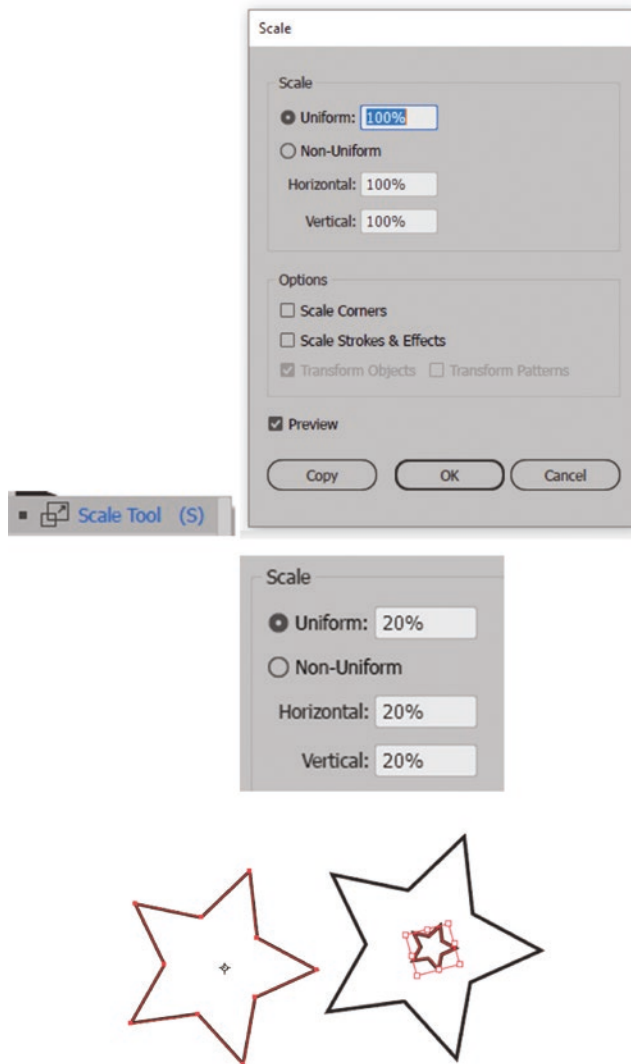 Scale
Scale
Uniform: 100%
Non-Uniform
Horizontal: 100%
Vertical: 100%
Options
Scale Corners
Scale Strokes & Effects
Transform Objects Transform Patterns
Preview
Copy OK Cancel
Scale Tool (S)
Scale
Uniform: 20%
Non-Uniform
Horizontal: 20%
Vertical: 20%